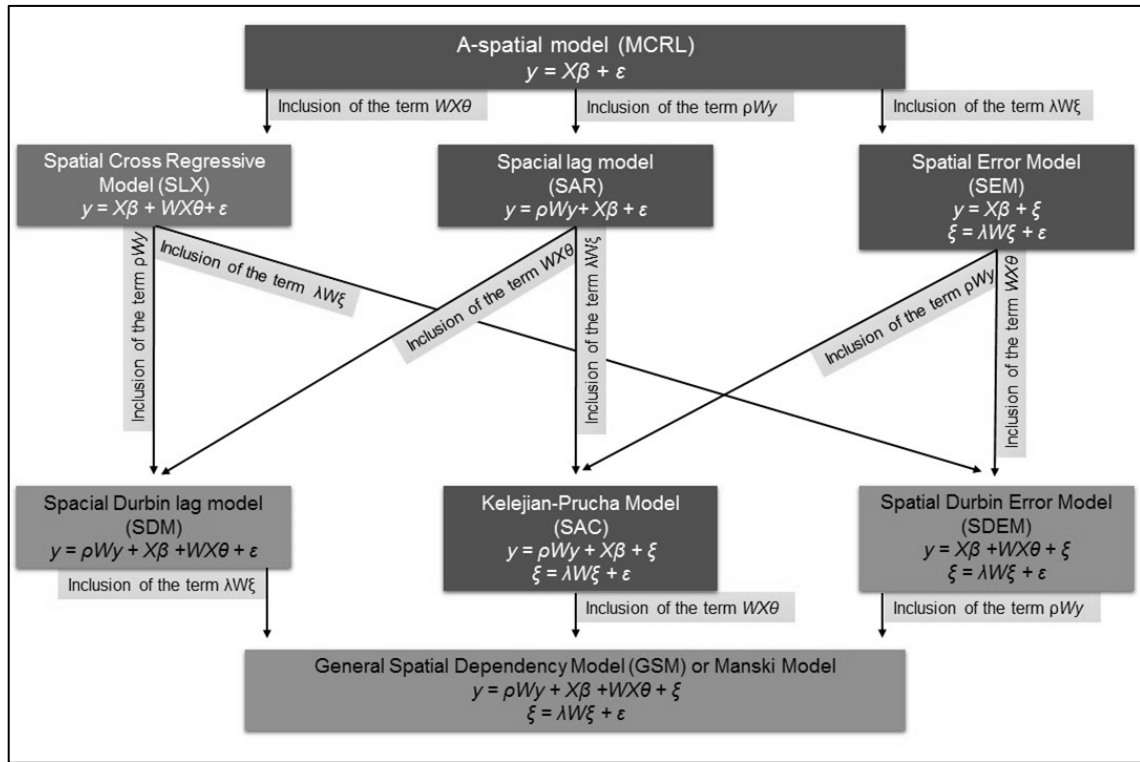 A-spatial model (MCRL)
y = Xβ + ε
Inclusion of the term WXθ
Inclusion of the term ρWy
Inclusion of the term λWξ
Spatial Cross Regressive
Model (SLX)
y = Xβ + WXθ+ ε
Spacial lag model
(SAR)
y = ρWy+ Xβ + ε
Spatial Error Model
(SEM)
y = Xβ + ξ
ξ = λWξ + ε
Inclusion of the term ρWy
Inclusion of the term λWξ
Inclusion of the term WXθ
Inclusion of the term λWξ
Inclusion of the term ρWy
Inclusion of the term WXθ
Spacial Durbin lag model
(SDM)
y = ρWy + Xβ +WXθ + ε
Kelejian-Prucha Model
(SAC)
y = ρWy + Xβ + ξ
ξ = λWξ + ε
Spatial Durbin Error Model
(SDEM)
y = Xβ +WXθ + ξ
ξ = λWξ + ε
Inclusion of the term λWξ
Inclusion of the term WXθ
Inclusion of the term ρWy
General Spatial Dependency Model (GSM) or Manski Model
y = ρWy + Xβ +WXθ + ξ
ξ = λWξ + ε